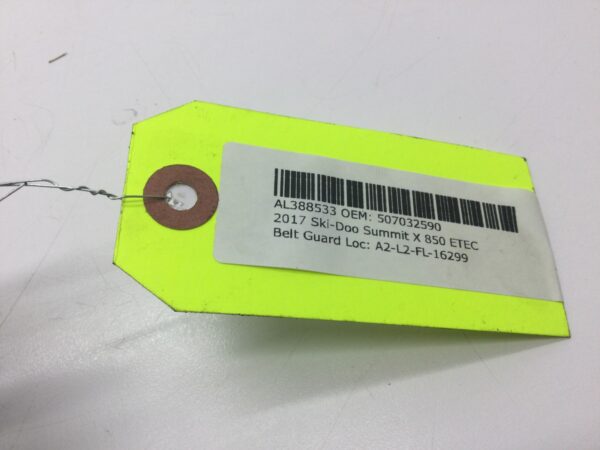 AL388533 OEM: 507032590
2017 Ski-Doo Summit X 850 ETEC
Belt Guard Loc: A2-L2-FL-16299